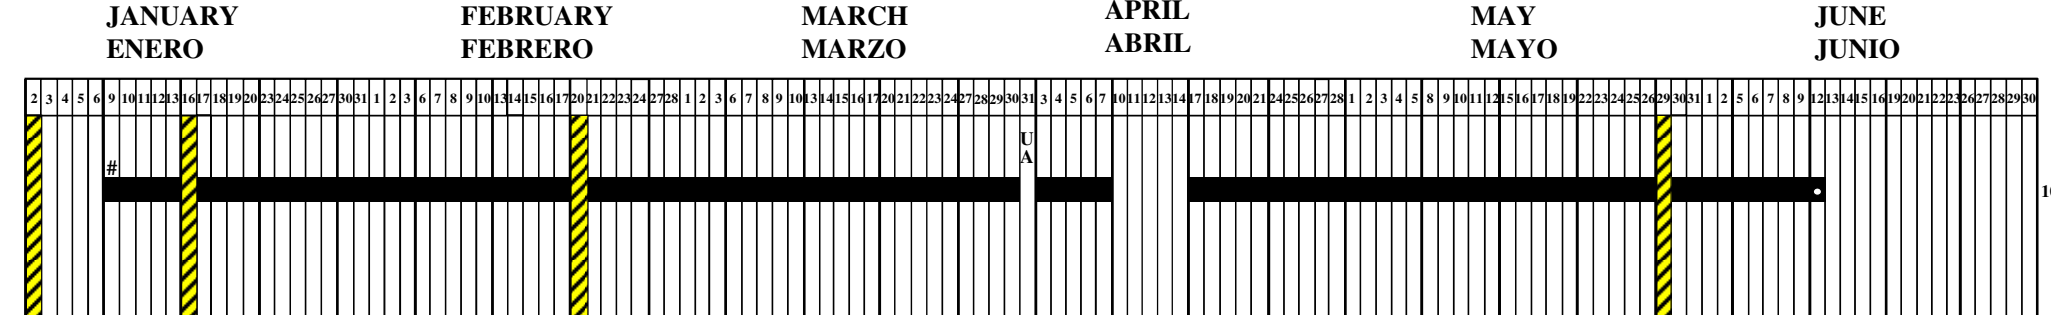 JANUARY FEBRUARY MARCH APRIL MAY JUNE
ENERO FEBRERO MARZO ABRIL MAYO JUNIO
2 3 4 5 6 9 10 11 12 13 16 17 18 19 20 23 24 25 26 27 30 31 1 2 3 6 7 8 9 10 13 14 15 16 17 20 21 22 23 24 27 28 1 2 3 6 7 8 9 10 13 14 15 16 17 20 21 22 23 24 27 28 29 30 31 3 4 5 6 7 10 11 12 13 14 17 18 19 20 21 24 25 26 27 28 1 2 3 4 5 8 9 10 11 12 15 16 17 18 19 22 23 24 25 26 29 30 31 1 2 5 6 7 8 9 12 13 14 15 16 19 20 21 22 23 26 27 28 29 30
U
A
#